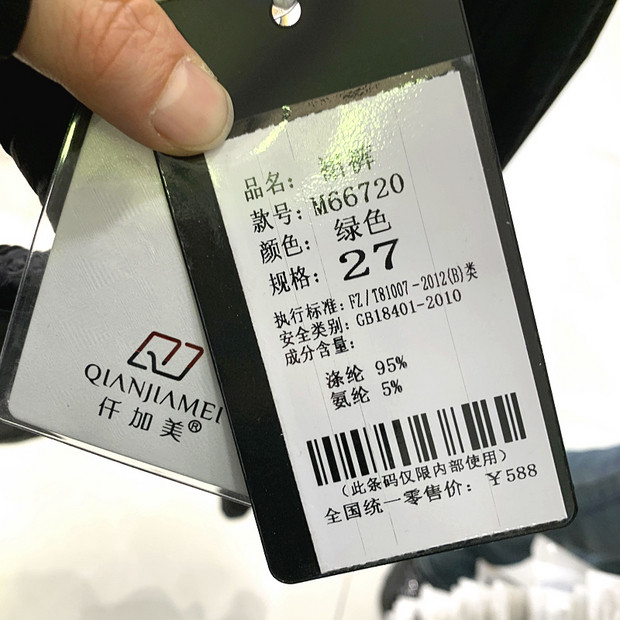 品名: 裙裤
款号: M66720
颜色: 绿色
规格: 27
执行标准: FZ/T81007-2012(B)类
安全类别: GB18401-2010
成分含量:
涤纶 95%
氨纶 5%
(此条码仅限内部使用)
全国统一零售价: ¥588
QIANJIAMEI
仟加美®